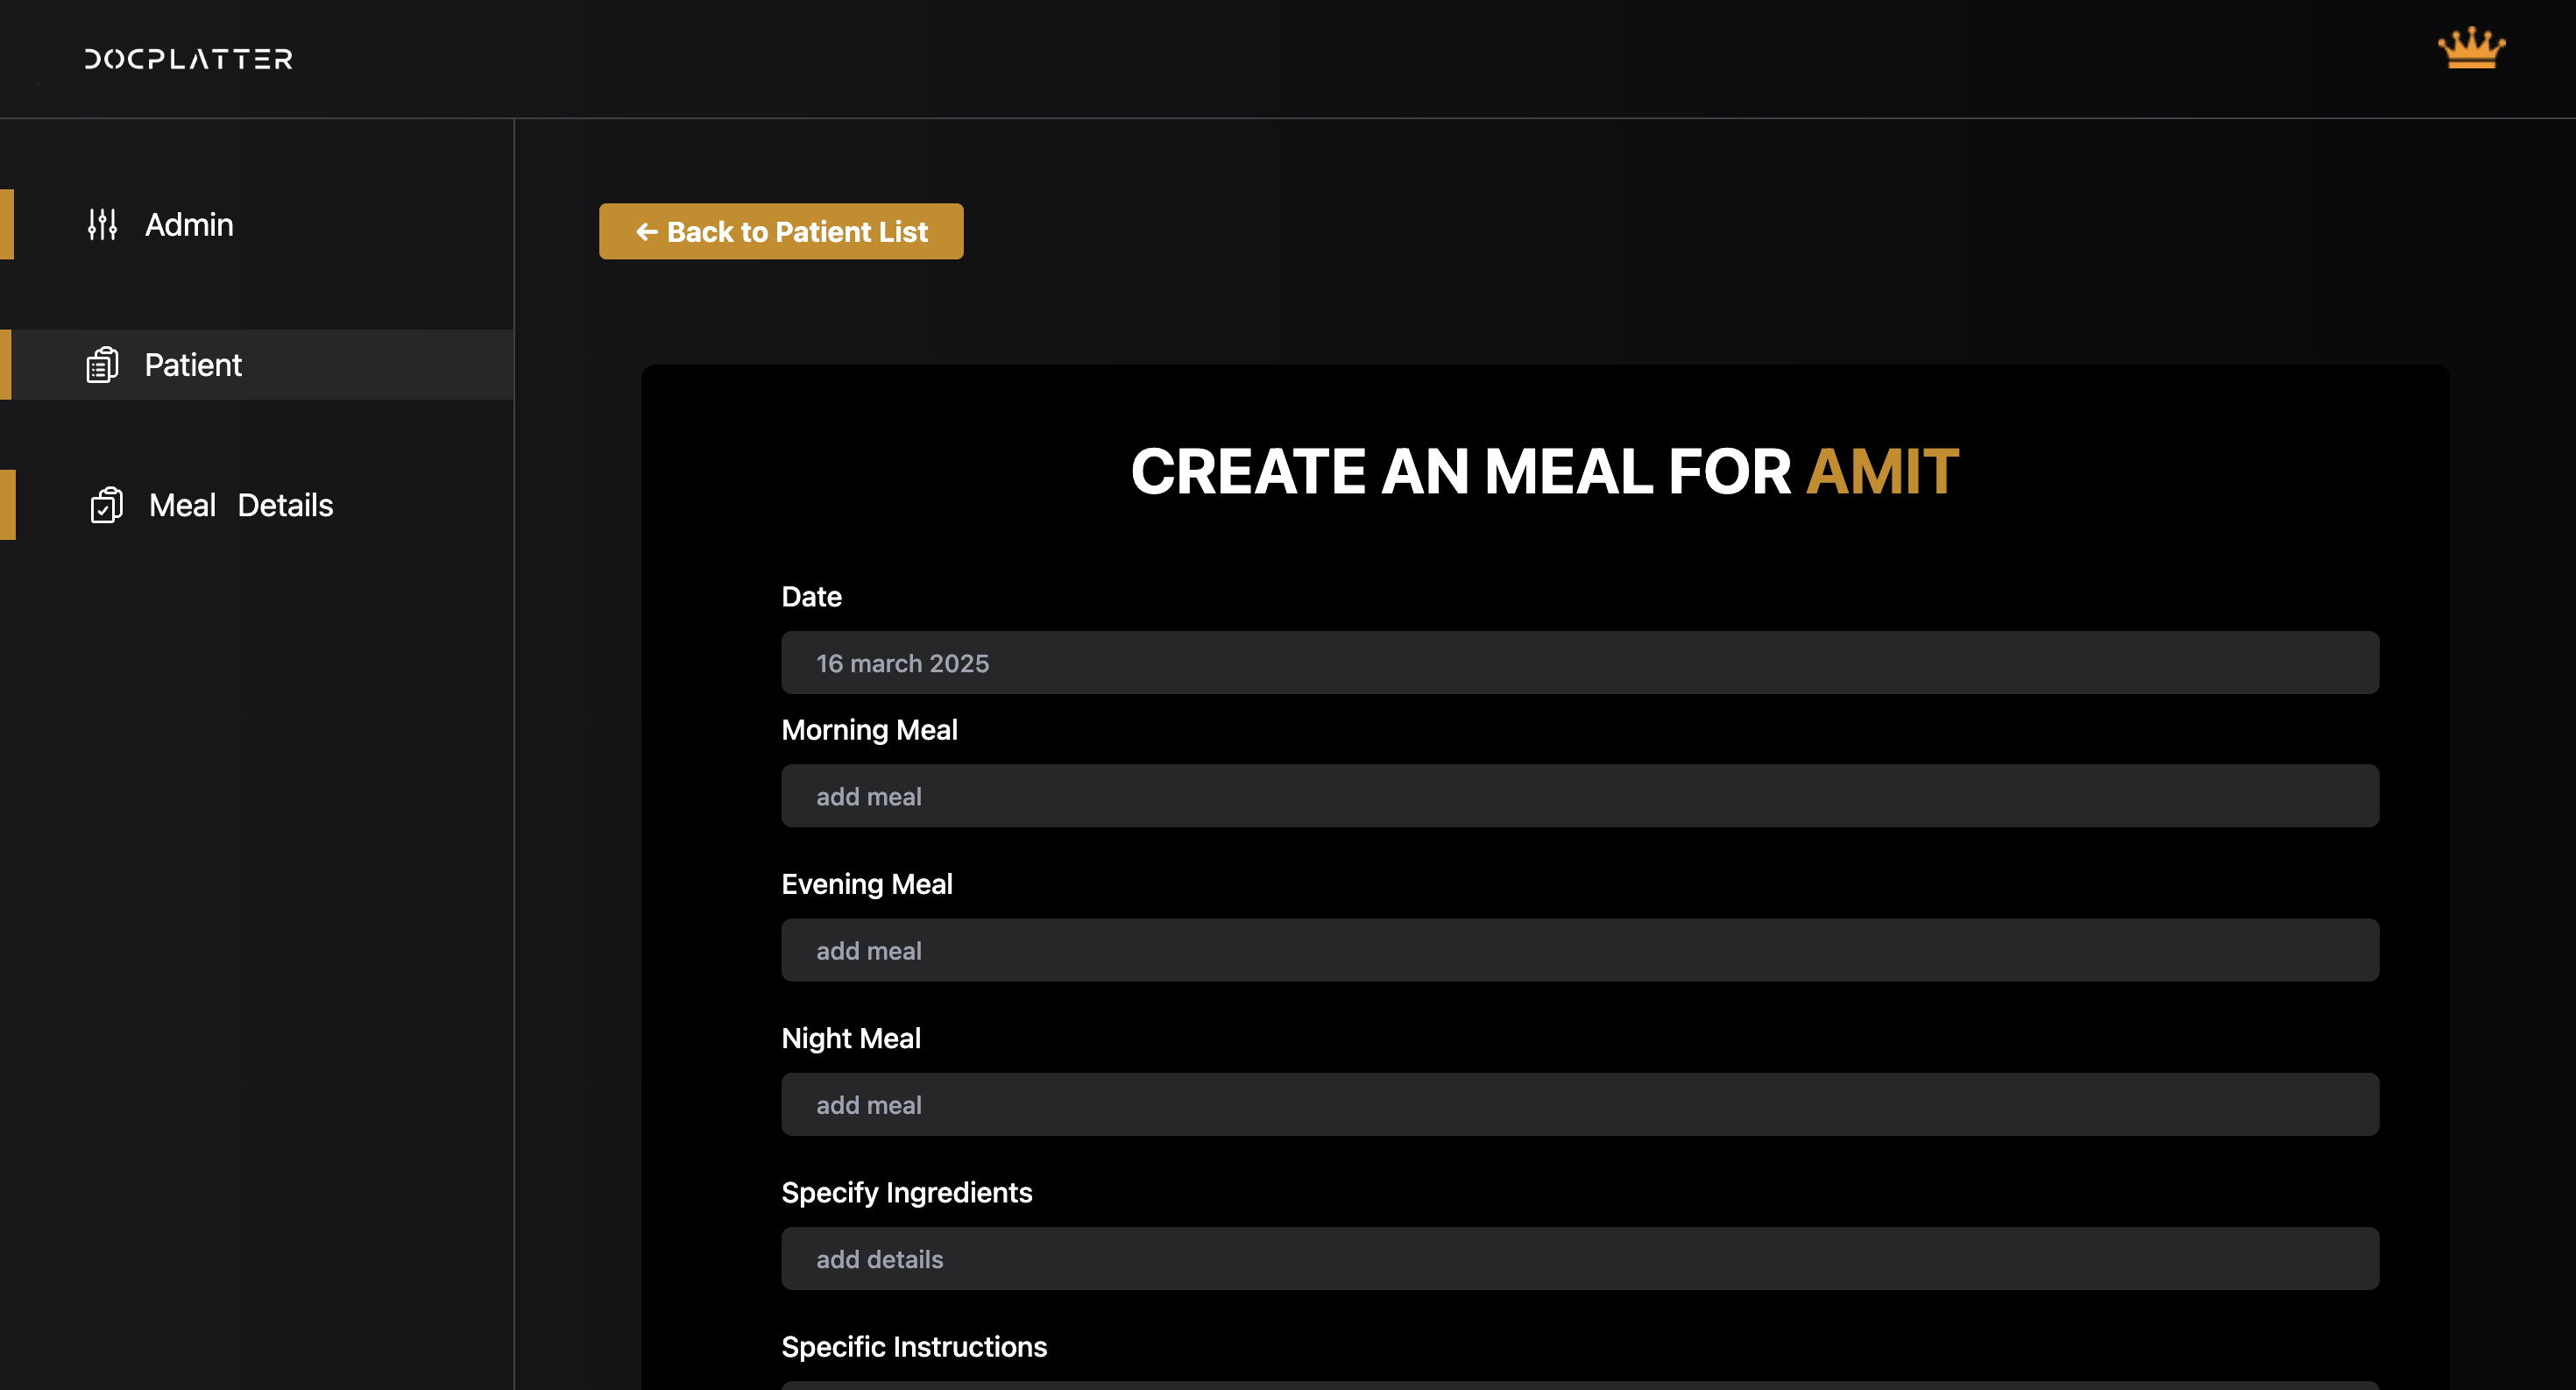 DOCPLATTER
Admin
Patient
Meal Details
← Back to Patient List
CREATE AN MEAL FOR AMIT
Date
16 march 2025
Morning Meal
add meal
Evening Meal
add meal
Night Meal
add meal
Specify Ingredients
add details
Specific Instructions